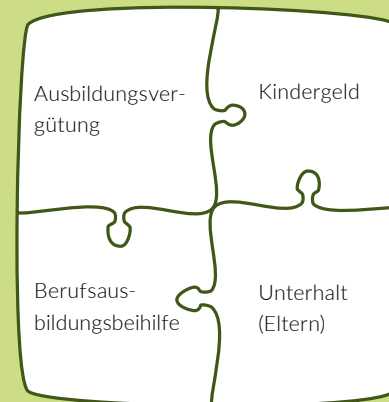 Ausbildungsver-
gütung
Kindergeld
Berufsaus-
bildungsbeihilfe
Unterhalt
(Eltern)